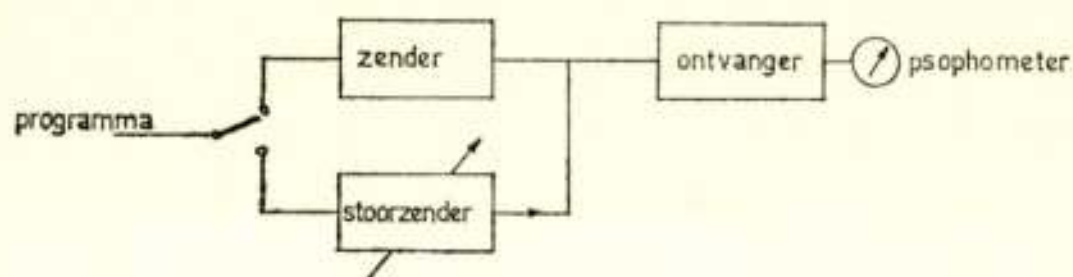 zender
ontvanger
psophometer
programma
stoorzender